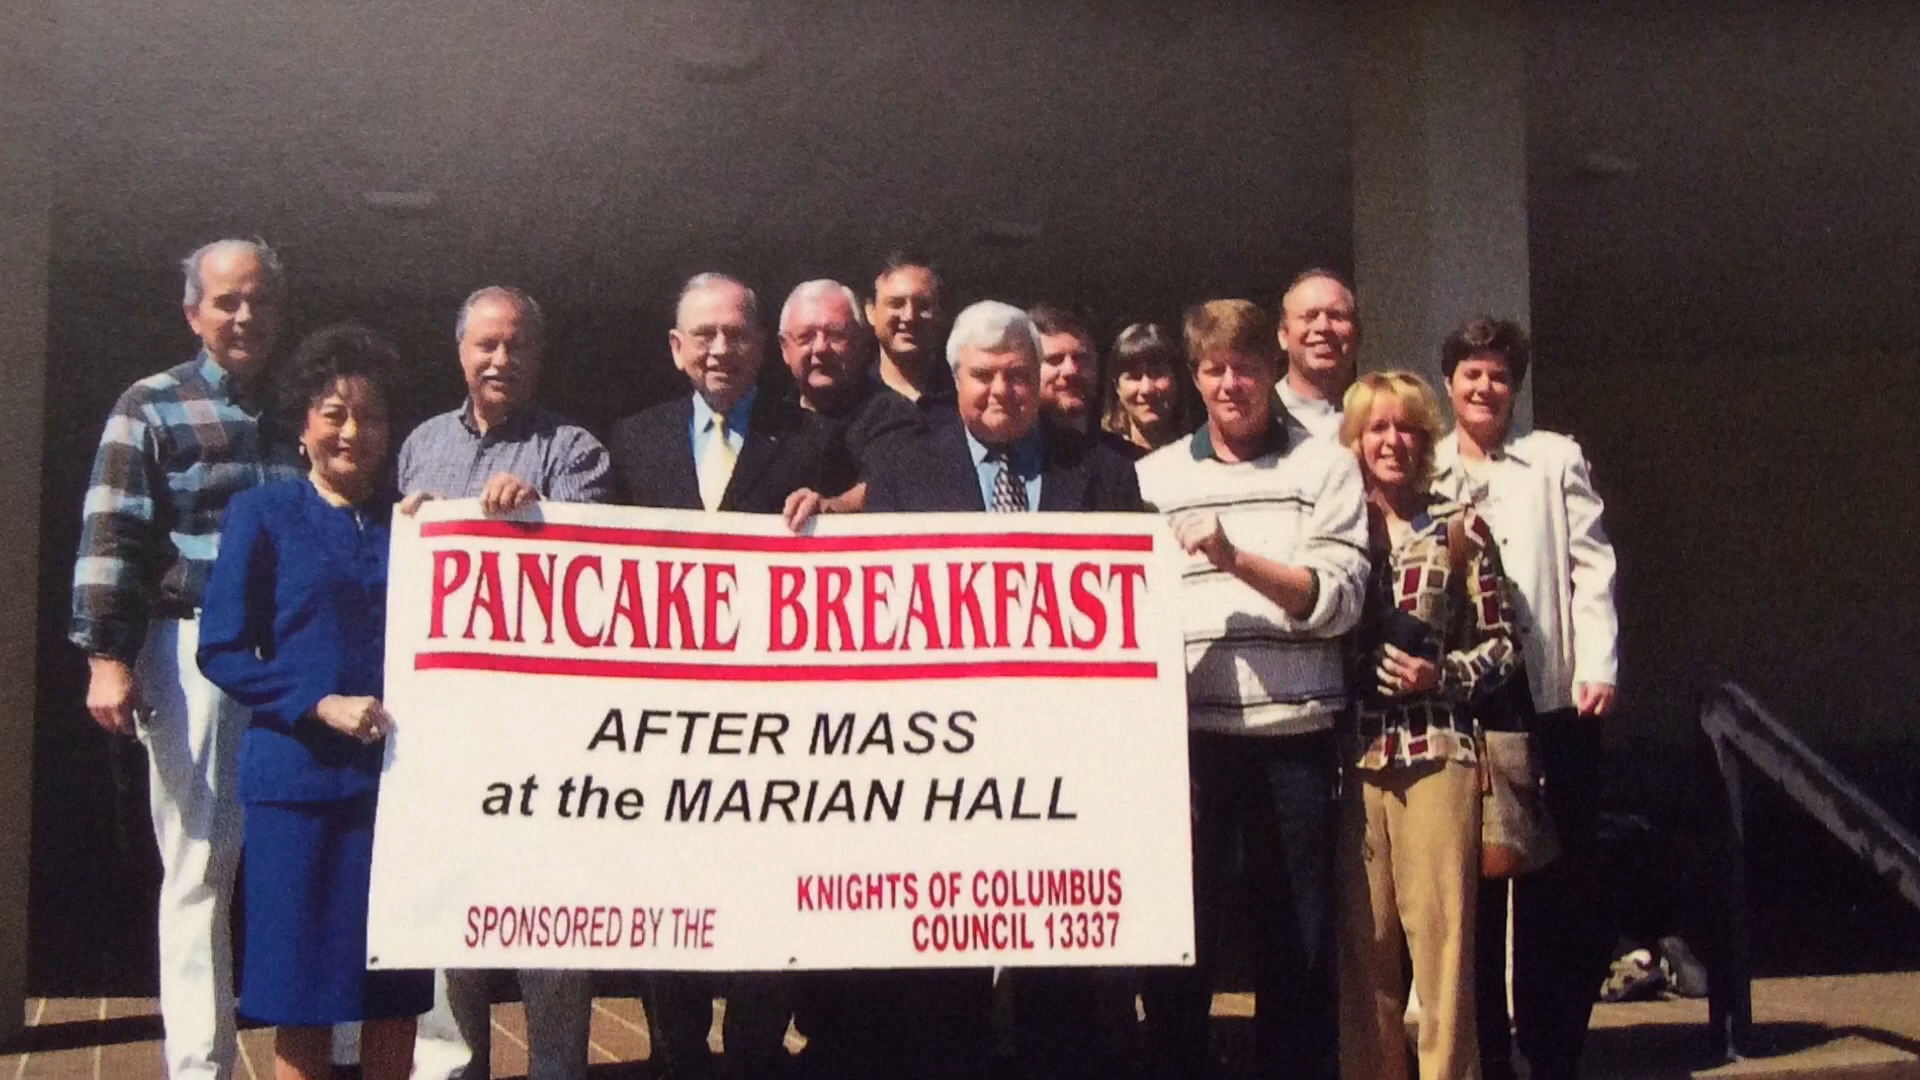 PANCAKE BREAKFAST
AFTER MASS
at the MARIAN HALL
SPONSORED BY THE
KNIGHTS OF COLUMBUS
COUNCIL 13337